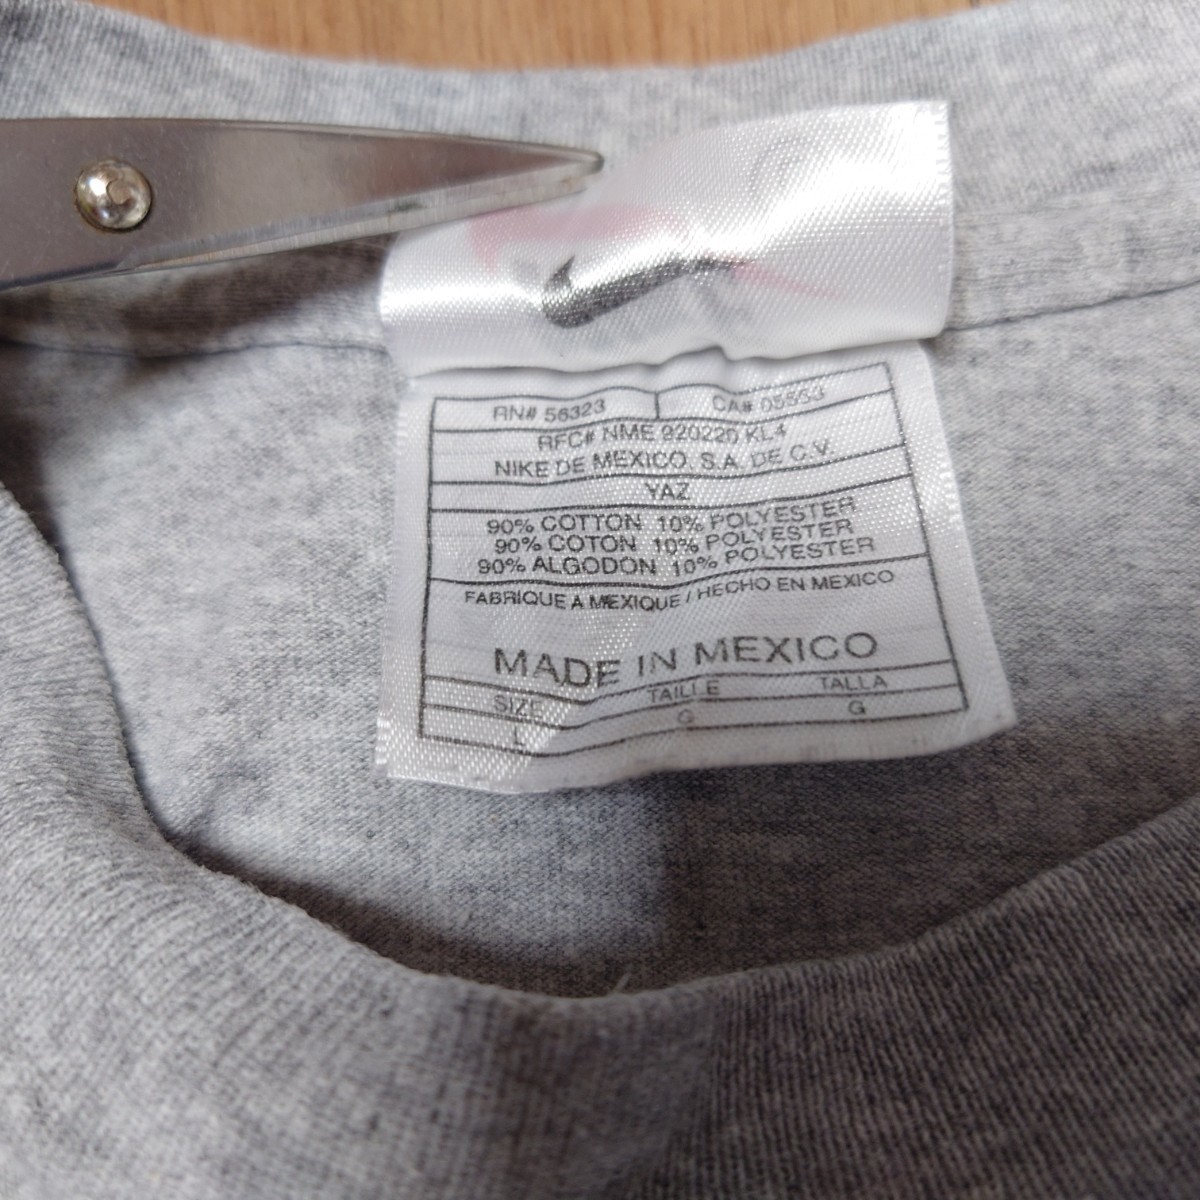 RN# 56323 CA# 05553
RFC# NME 920220 KL4
NIKE DE MEXICO, S.A. DE C.V.
YAZ
90% COTTON 10% POLYESTER
90% COTON 10% POLYESTER
90% ALGODON 10% POLYESTER
FABRIQUE A MEXIQUE / HECHO EN MEXICO
MADE IN MEXICO
SIZE TAILLE TALLA
L G G